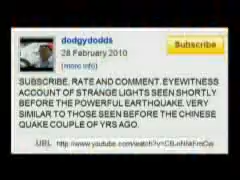 dodgydodds
Subscribe
28 February 2010
(more info)
SUBSCRIBE, RATE AND COMMENT. EYEWITNESS
ACCOUNT OF STRANGE LIGHTS SEEN SHORTLY
BEFORE THE POWERFUL EARTHQUAKE. VERY
SIMILAR TO THOSE SEEN BEFORE THE CHINESE
QUAKE COUPLE OF YRS AGO.
URL